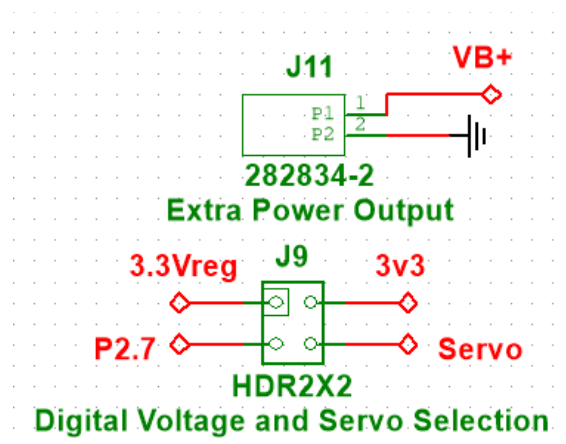 VB+
J11
P1 1
P2 2
282834-2
Extra Power Output
J9
3.3Vreg 3v3
P2.7 Servo
HDR2X2
Digital Voltage and Servo Selection